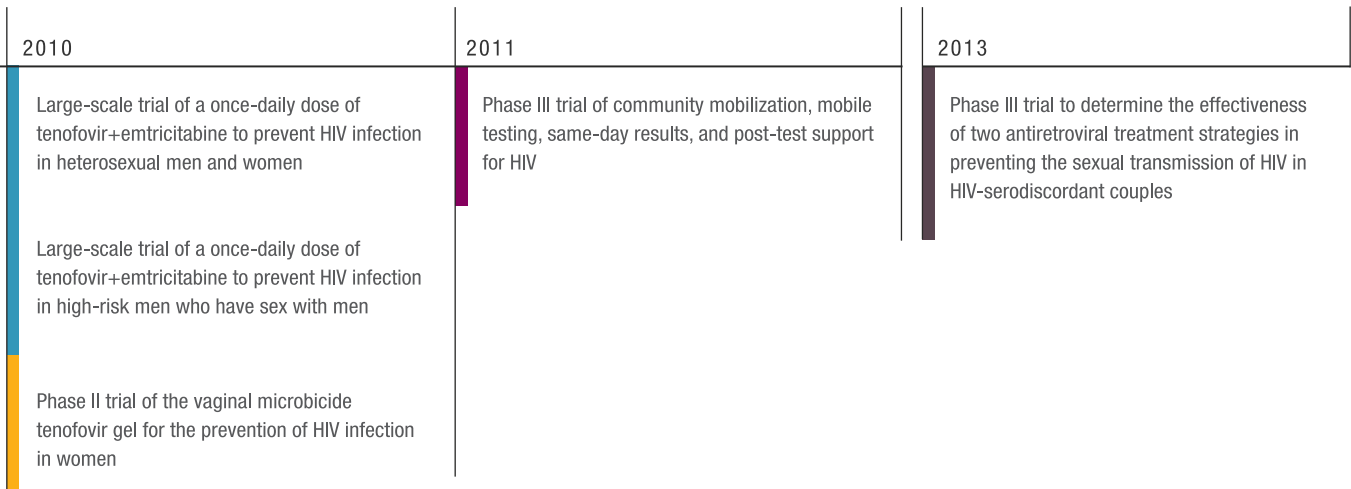 2010
Large-scale trial of a once-daily dose of
tenofovir+emtricitabine to prevent HIV infection
in heterosexual men and women
Large-scale trial of a once-daily dose of
tenofovir+emtricitabine to prevent HIV infection
in high-risk men who have sex with men
Phase II trial of the vaginal microbicide
tenofovir gel for the prevention of HIV infection
in women
2011
Phase III trial of community mobilization, mobile
testing, same-day results, and post-test support
for HIV
2013
Phase III trial to determine the effectiveness
of two antiretroviral treatment strategies in
preventing the sexual transmission of HIV in
HIV-serodiscordant couples